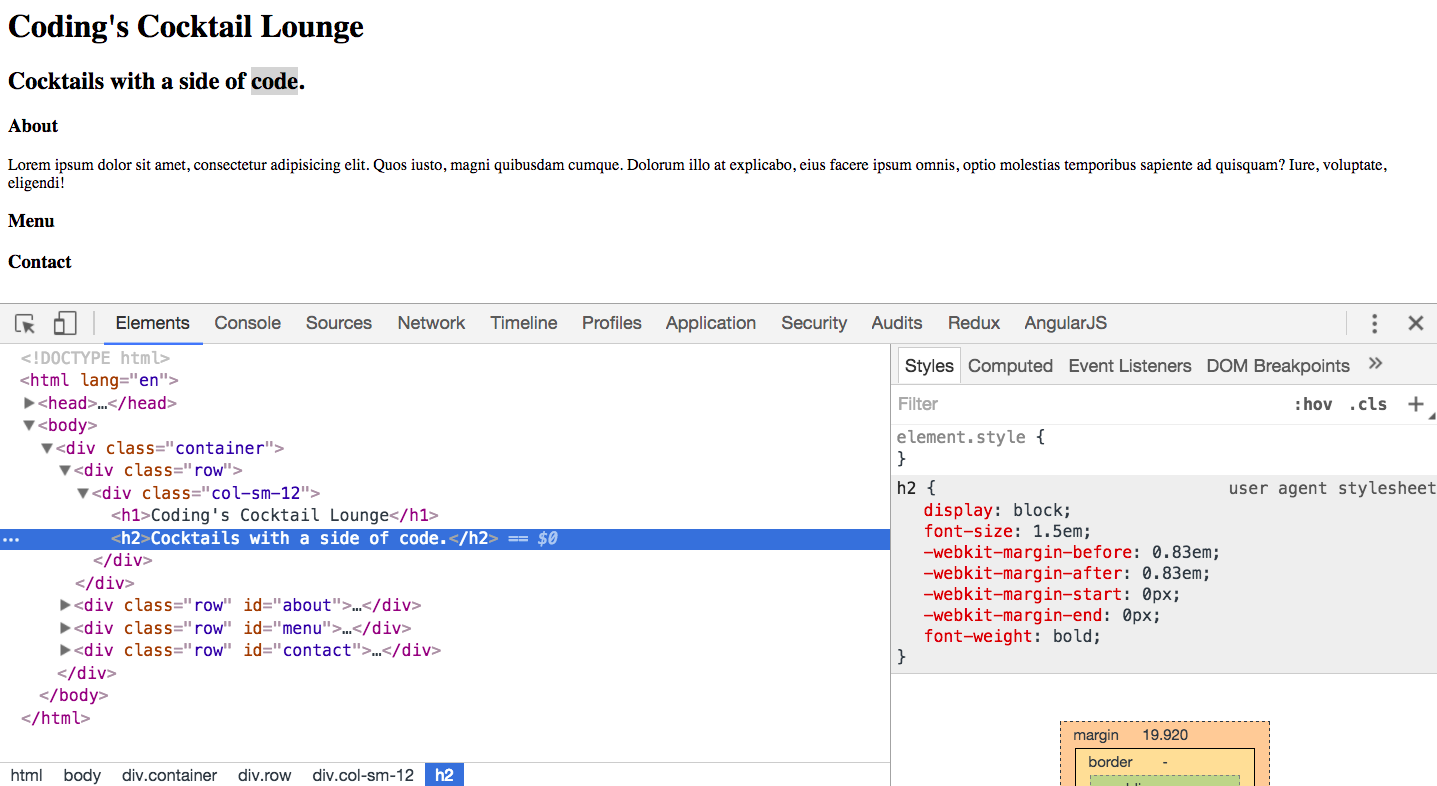 Coding's Cocktail Lounge
Cocktails with a side of code.
About
Lorem ipsum dolor sit amet, consectetur adipisicing elit. Quos iusto, magni quibusdam cumque. Dolorum illo at explicabo, eius facere ipsum omnis, optio molestias temporibus sapiente ad quisquam? Iure, voluptate,
eligendi!
Menu
Contact
Elements Console Sources Network Timeline Profiles Application Security Audits Redux AngularJS
<!DOCTYPE html>
<html lang="en">
<head>…</head>
<body>
<div class="container">
<div class="row">
<div class="col-sm-12">
<h1>Coding's Cocktail Lounge</h1>
<h2>Cocktails with a side of code.</h2> == $0
</div>
</div>
<div class="row" id="about">…</div>
<div class="row" id="menu">…</div>
<div class="row" id="contact">…</div>
</div>
</body>
</html>
html body div.container div.row div.col-sm-12 h2
Styles Computed Event Listeners DOM Breakpoints »
Filter :hov .cls +
element.style {
}
h2 { user agent stylesheet
display: block;
font-size: 1.5em;
-webkit-margin-before: 0.83em;
-webkit-margin-after: 0.83em;
-webkit-margin-start: 0px;
-webkit-margin-end: 0px;
font-weight: bold;
}
margin 19.920
border -